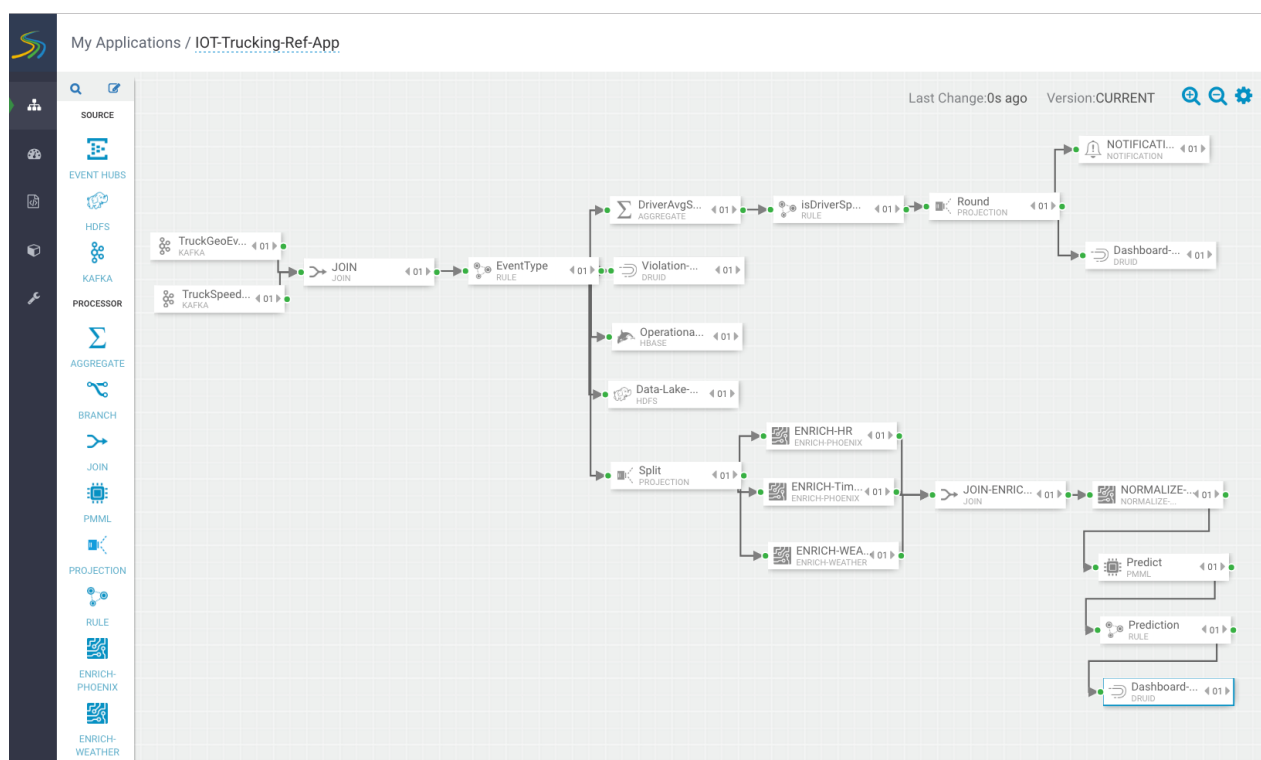 My Applications / IOT-Trucking-Ref-App
Last Change:0s ago Version:CURRENT
SOURCE
EVENT HUBS
HDFS
KAFKA
PROCESSOR
AGGREGATE
BRANCH
JOIN
PMML
PROJECTION
RULE
ENRICH-
PHOENIX
ENRICH-
WEATHER
TruckGeoEv... 01
KAFKA
TruckSpeed... 01
KAFKA
JOIN 01
JOIN
EventType 01
RULE
DriverAvgS... 01
AGGREGATE
isDriverSp... 01
RULE
Round 01
PROJECTION
NOTIFICATI... 01
NOTIFICATION
Dashboard-... 01
DRUID
Violation-... 01
DRUID
Operationa... 01
HBASE
Data-Lake-... 01
HDFS
Split 01
PROJECTION
ENRICH-HR 01
ENRICH-PHOENIX
ENRICH-Tim... 01
ENRICH-PHOENIX
ENRICH-WEA... 01
ENRICH-WEATHER
JOIN-ENRIC... 01
JOIN
NORMALIZE-... 01
NORMALIZE-...
Predict 01
PMML
Prediction 01
RULE
Dashboard-... 01
DRUID